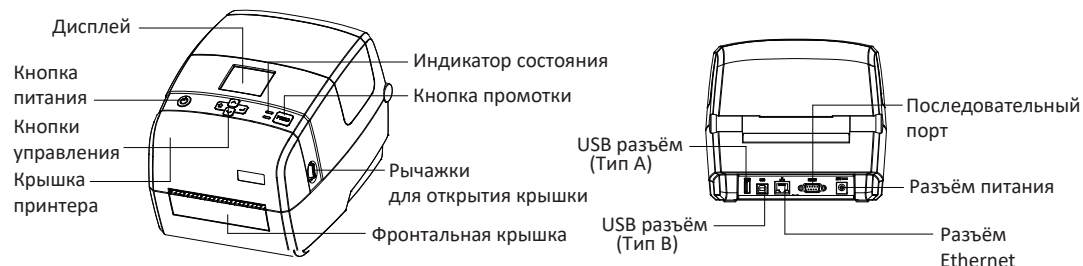 Дисплей
Кнопка
питания
Кнопки
управления
Крышка
принтера
Индикатор состояния
Кнопка промотки
Рычажки
для открытия крышки
Фронтальная крышка
USB разъём
(Тип A)
USB разъём
(Тип B)
Последовательный
порт
Разъём питания
Разъём
Ethernet